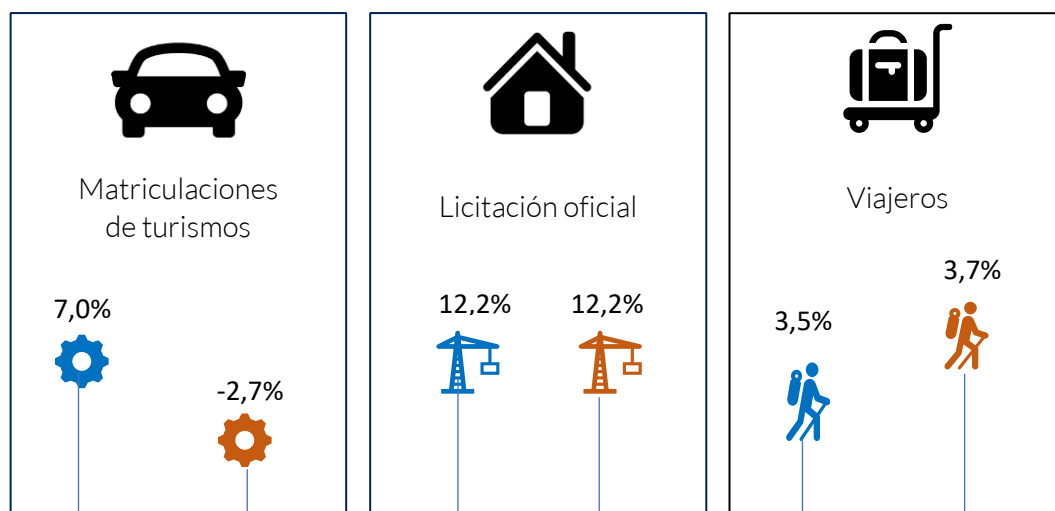 Matriculaciones
de turismos
7,0%
-2,7%
Licitación oficial
12,2%
12,2%
Viajeros
3,5%
3,7%